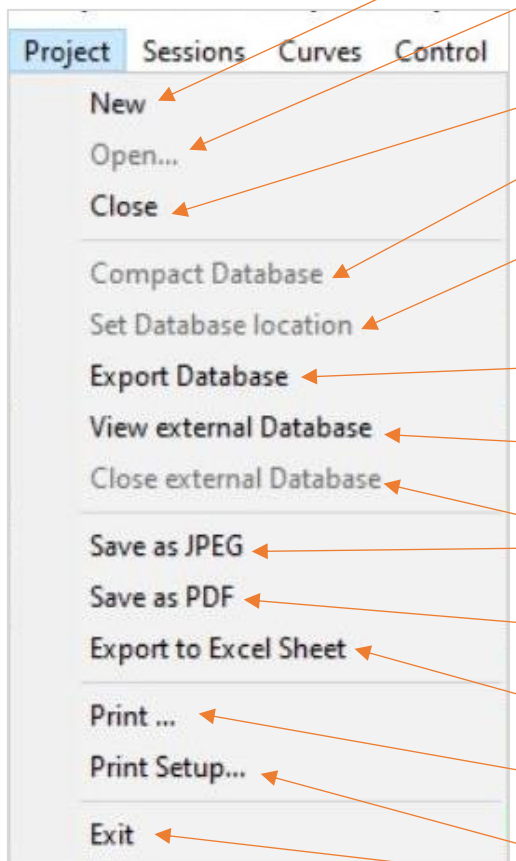 Project Sessions Curves Control
New
Open...
Close
Compact Database
Set Database location
Export Database
View external Database
Close external Database
Save as JPEG
Save as PDF
Export to Excel Sheet
Print ...
Print Setup...
Exit